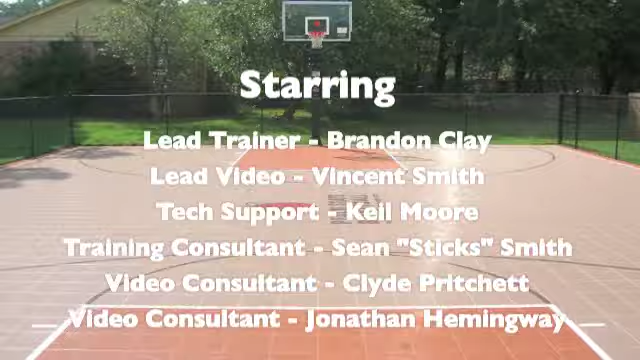 Starring
Lead Trainer - Brandon Clay
Lead Video - Vincent Smith
Tech Support - Keil Moore
Training Consultant - Sean "Sticks" Smith
Video Consultant - Clyde Pritchett
Video Consultant - Jonathan Hemingway